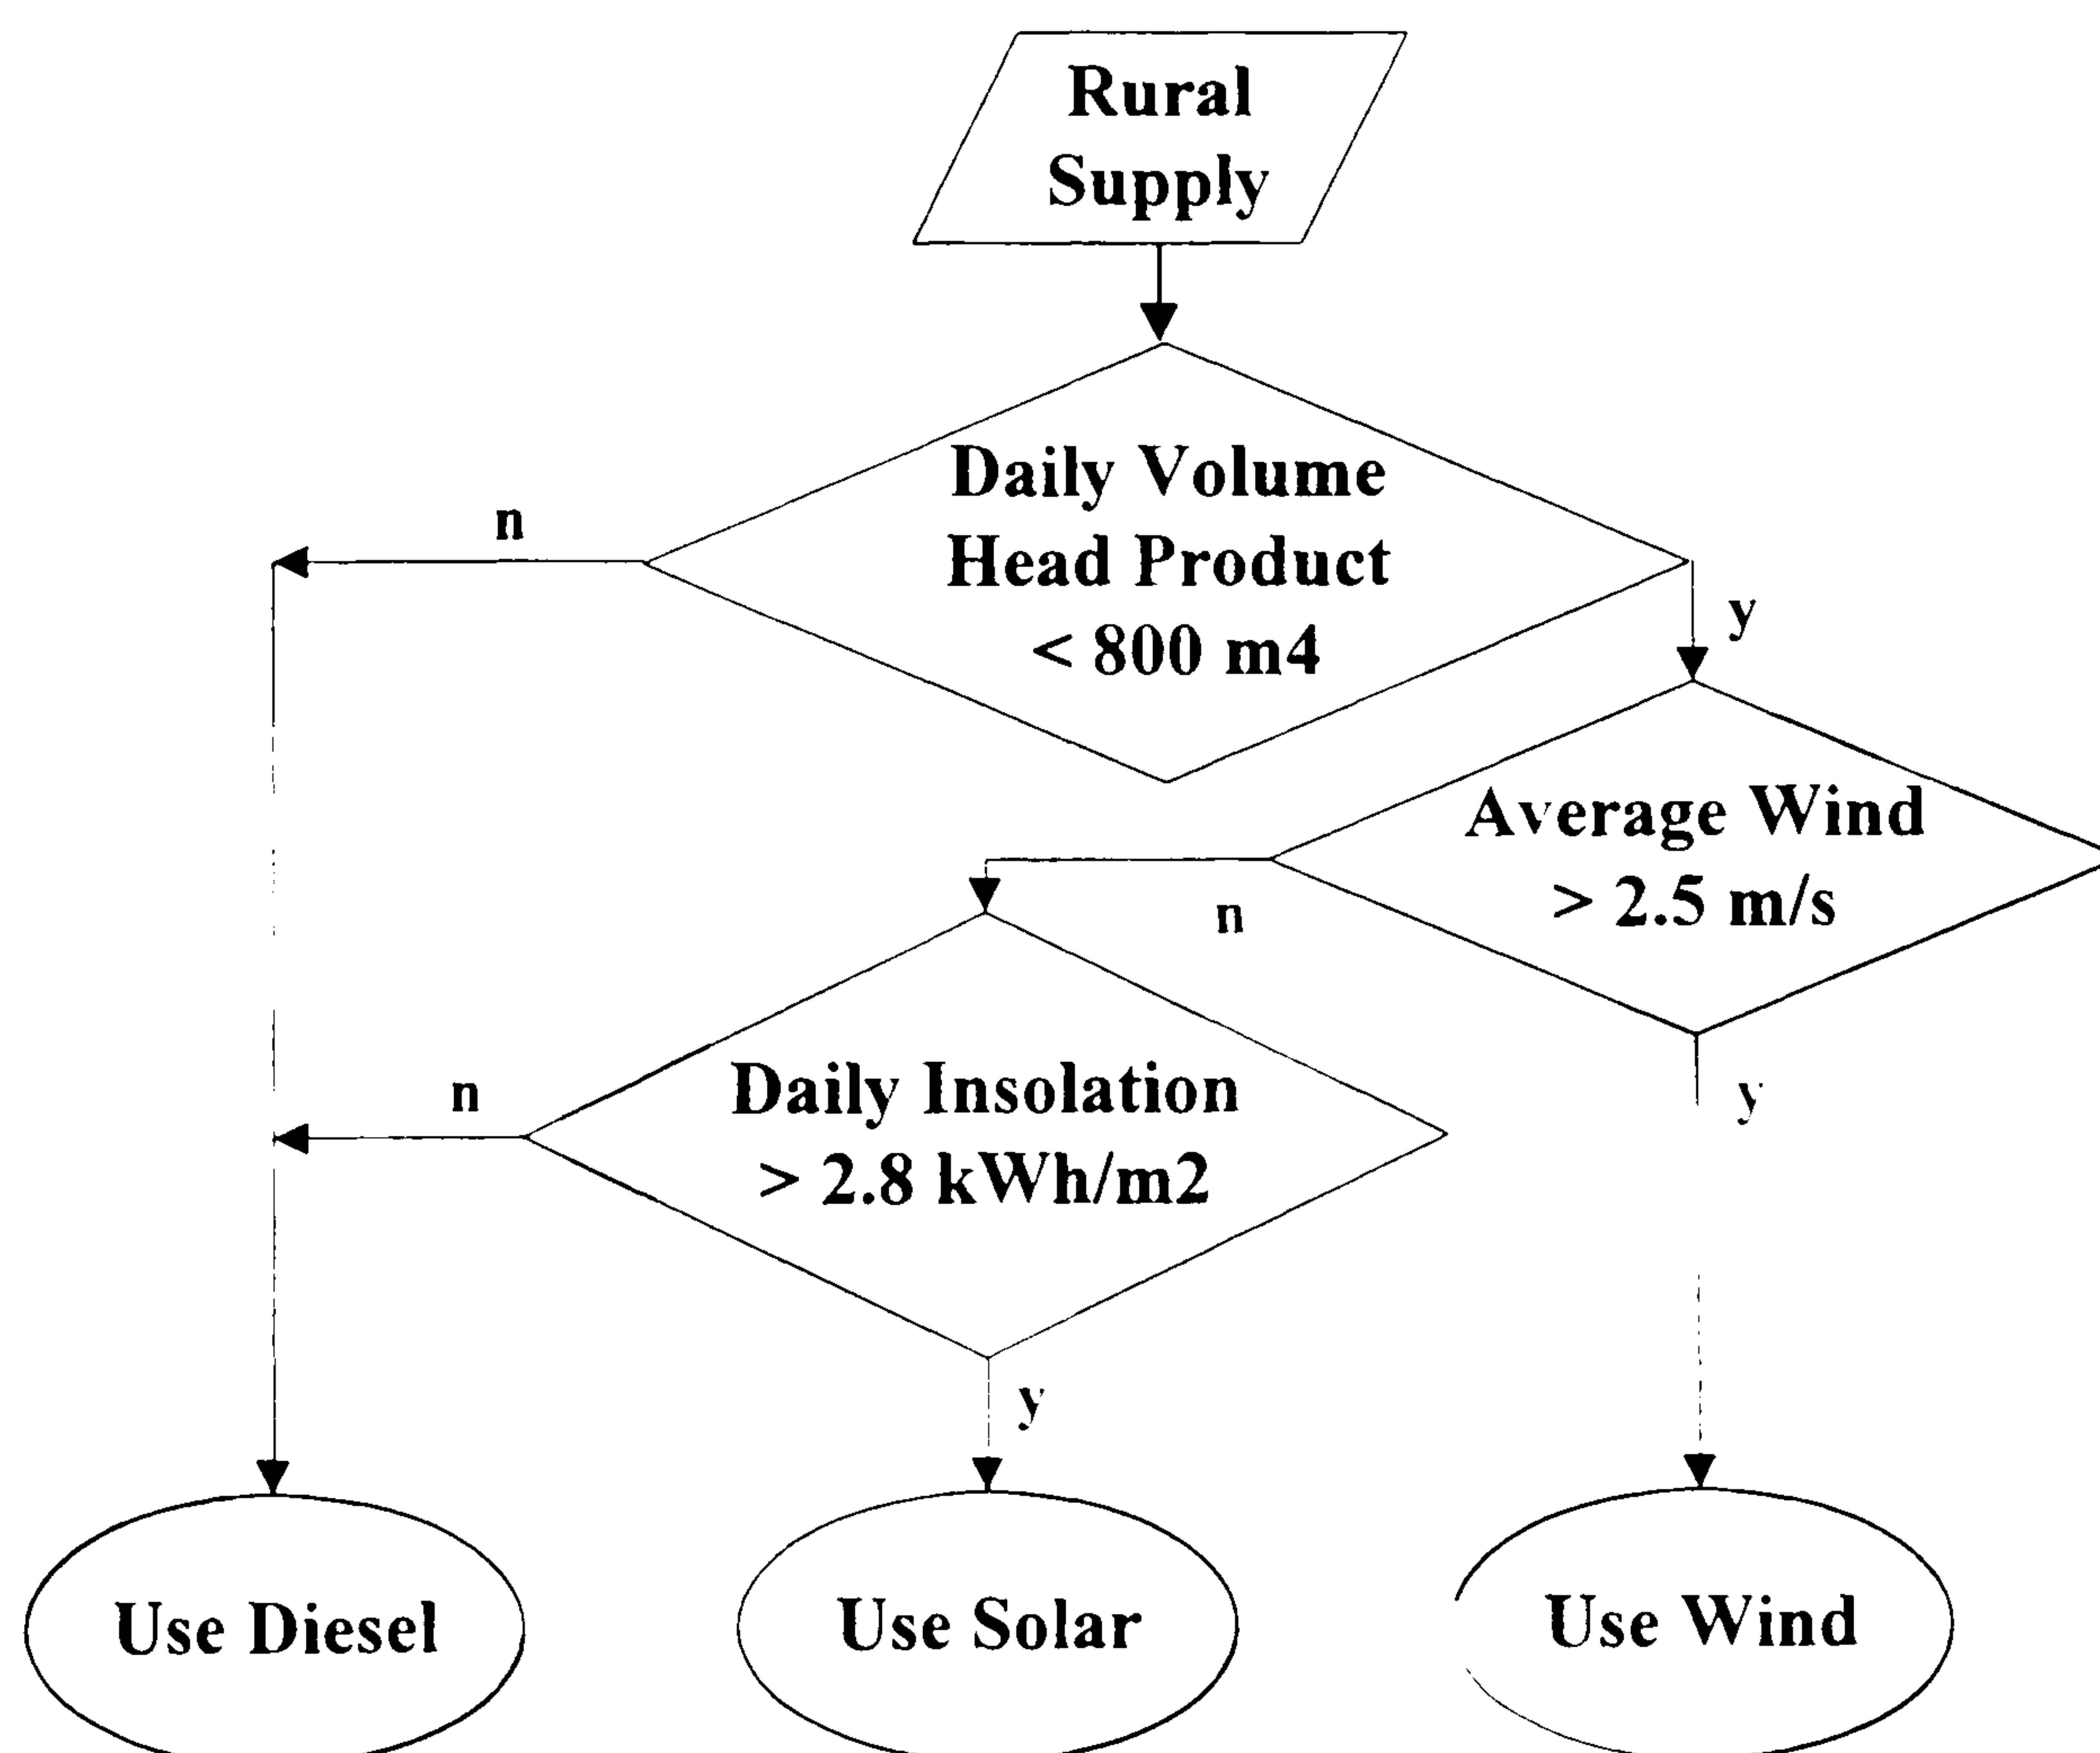 Rural
Supply
Daily Volume
Head Product
< 800 m4
n
y
Average Wind
> 2.5 m/s
n
y
Daily Insolation
> 2.8 kWh/m2
n
y
Use Diesel
Use Solar
Use Wind